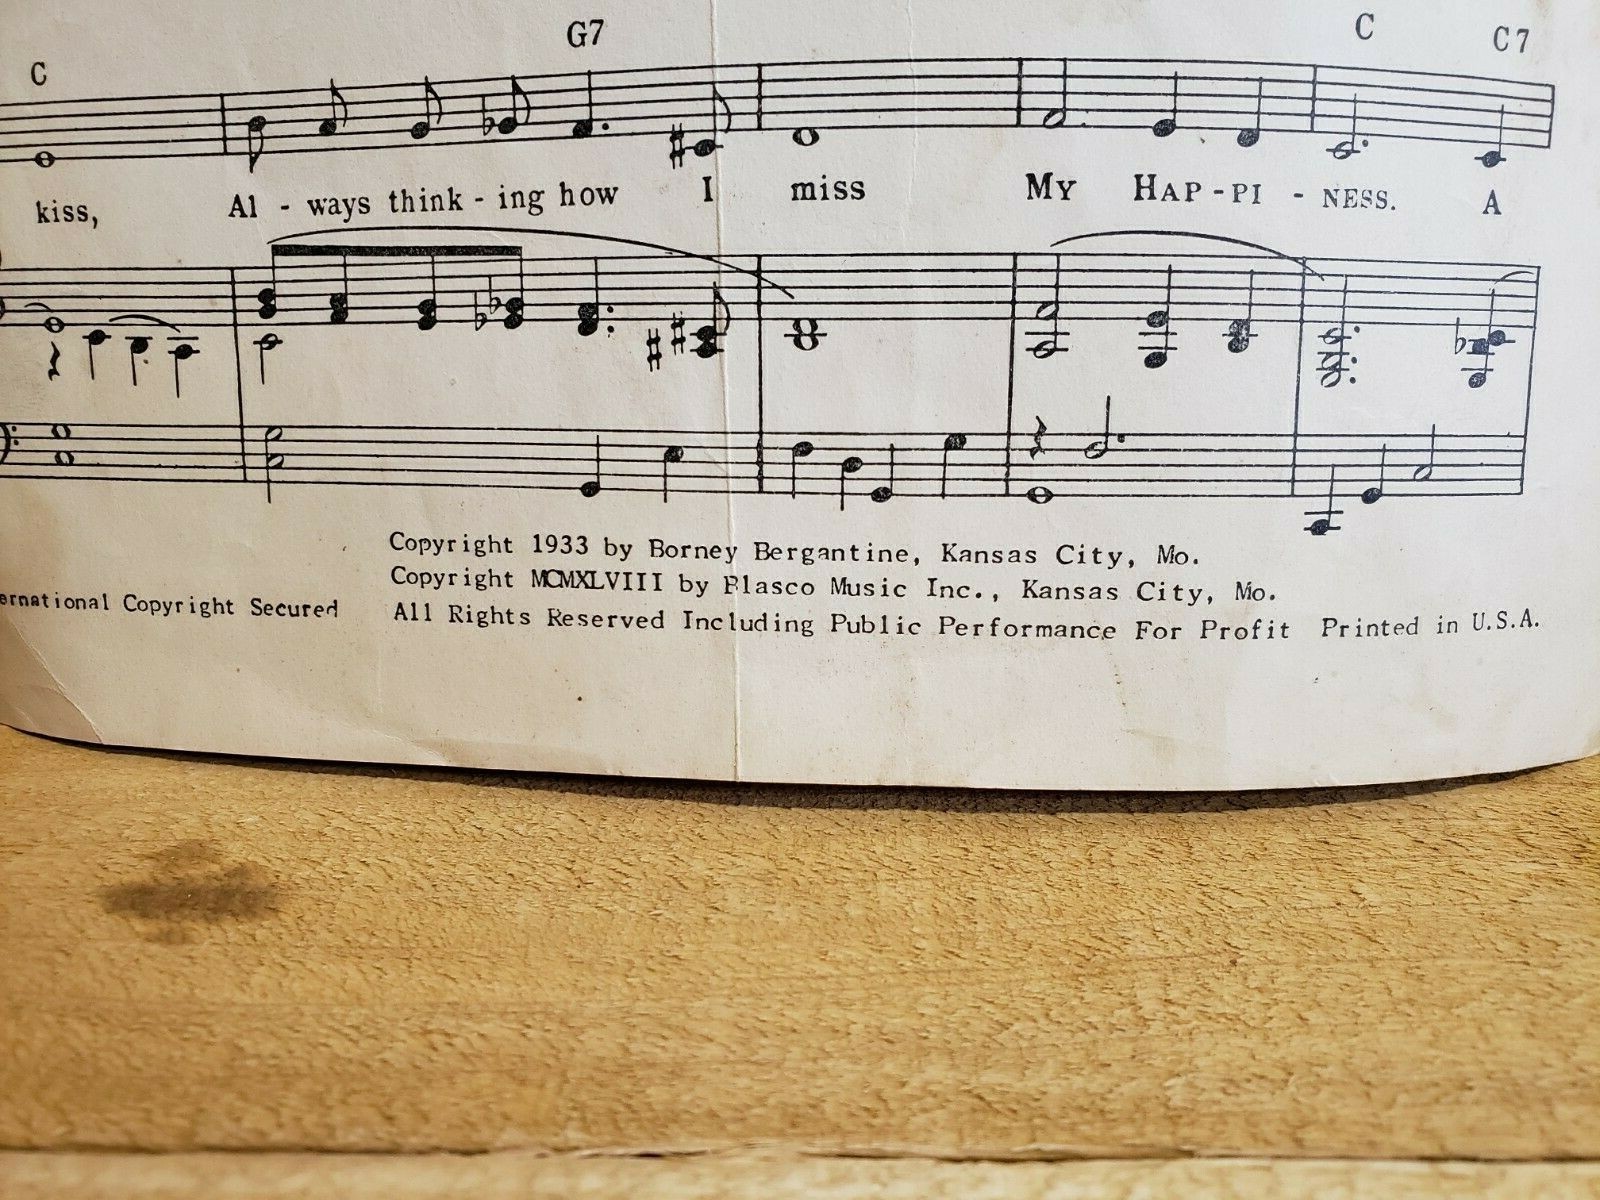 C G7 C C7
kiss, Al - ways think - ing how I miss MY HAP - PI - NESS. A
Copyright 1933 by Borney Bergantine, Kansas City, Mo.
Copyright MCMXLVIII by Blasco Music Inc., Kansas City, Mo.
ernational Copyright Secured All Rights Reserved Including Public Performance For Profit Printed in U.S.A.